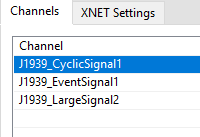 Channels XNET Settings
Channel
J1939_CyclicSignal1
J1939_EventSignal1
J1939_LargeSignal2